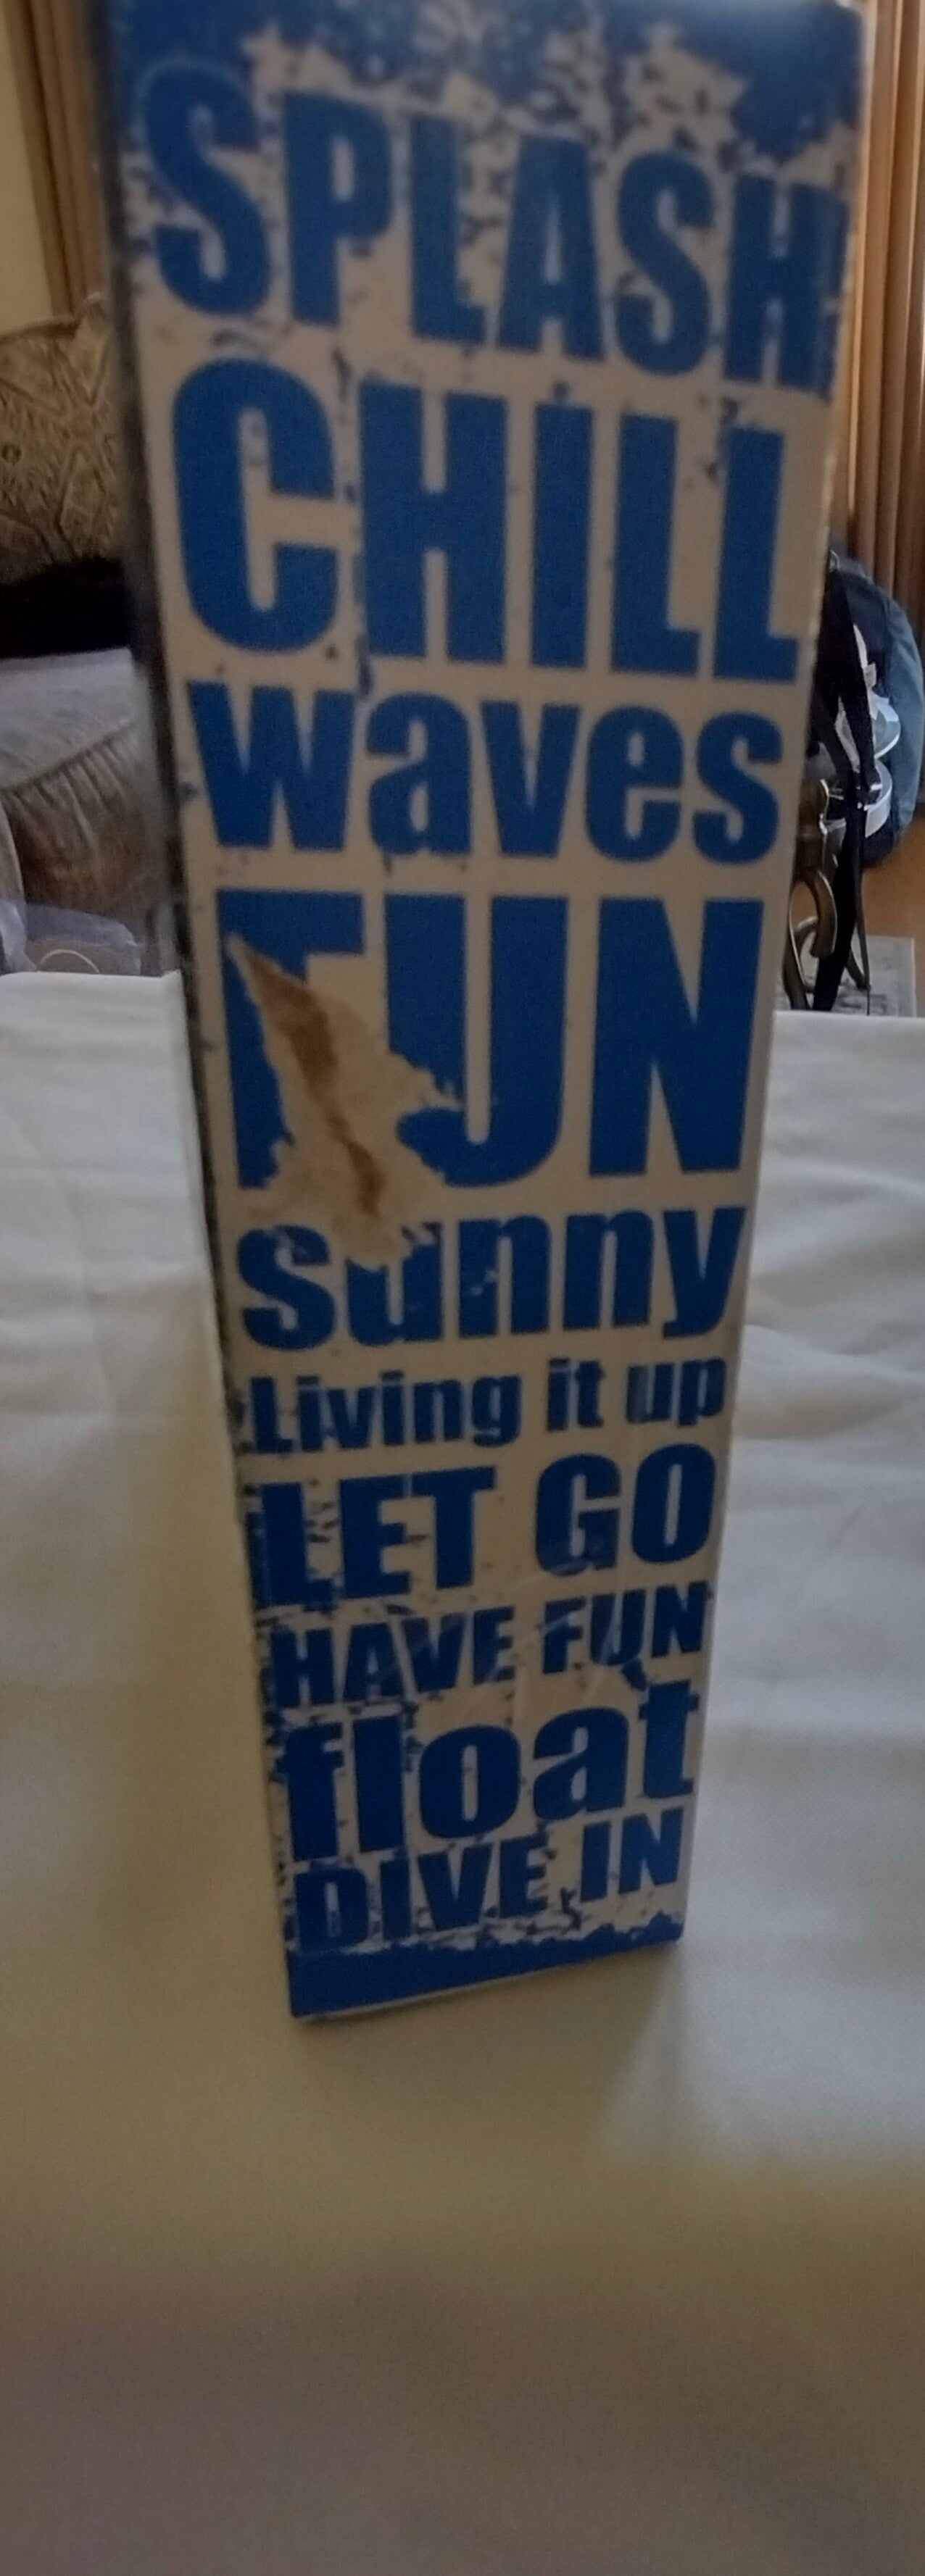 SPLASH
CHILL
waves
FUN
sunny
Living it up
LET GO
HAVE FUN
float
DIVE IN